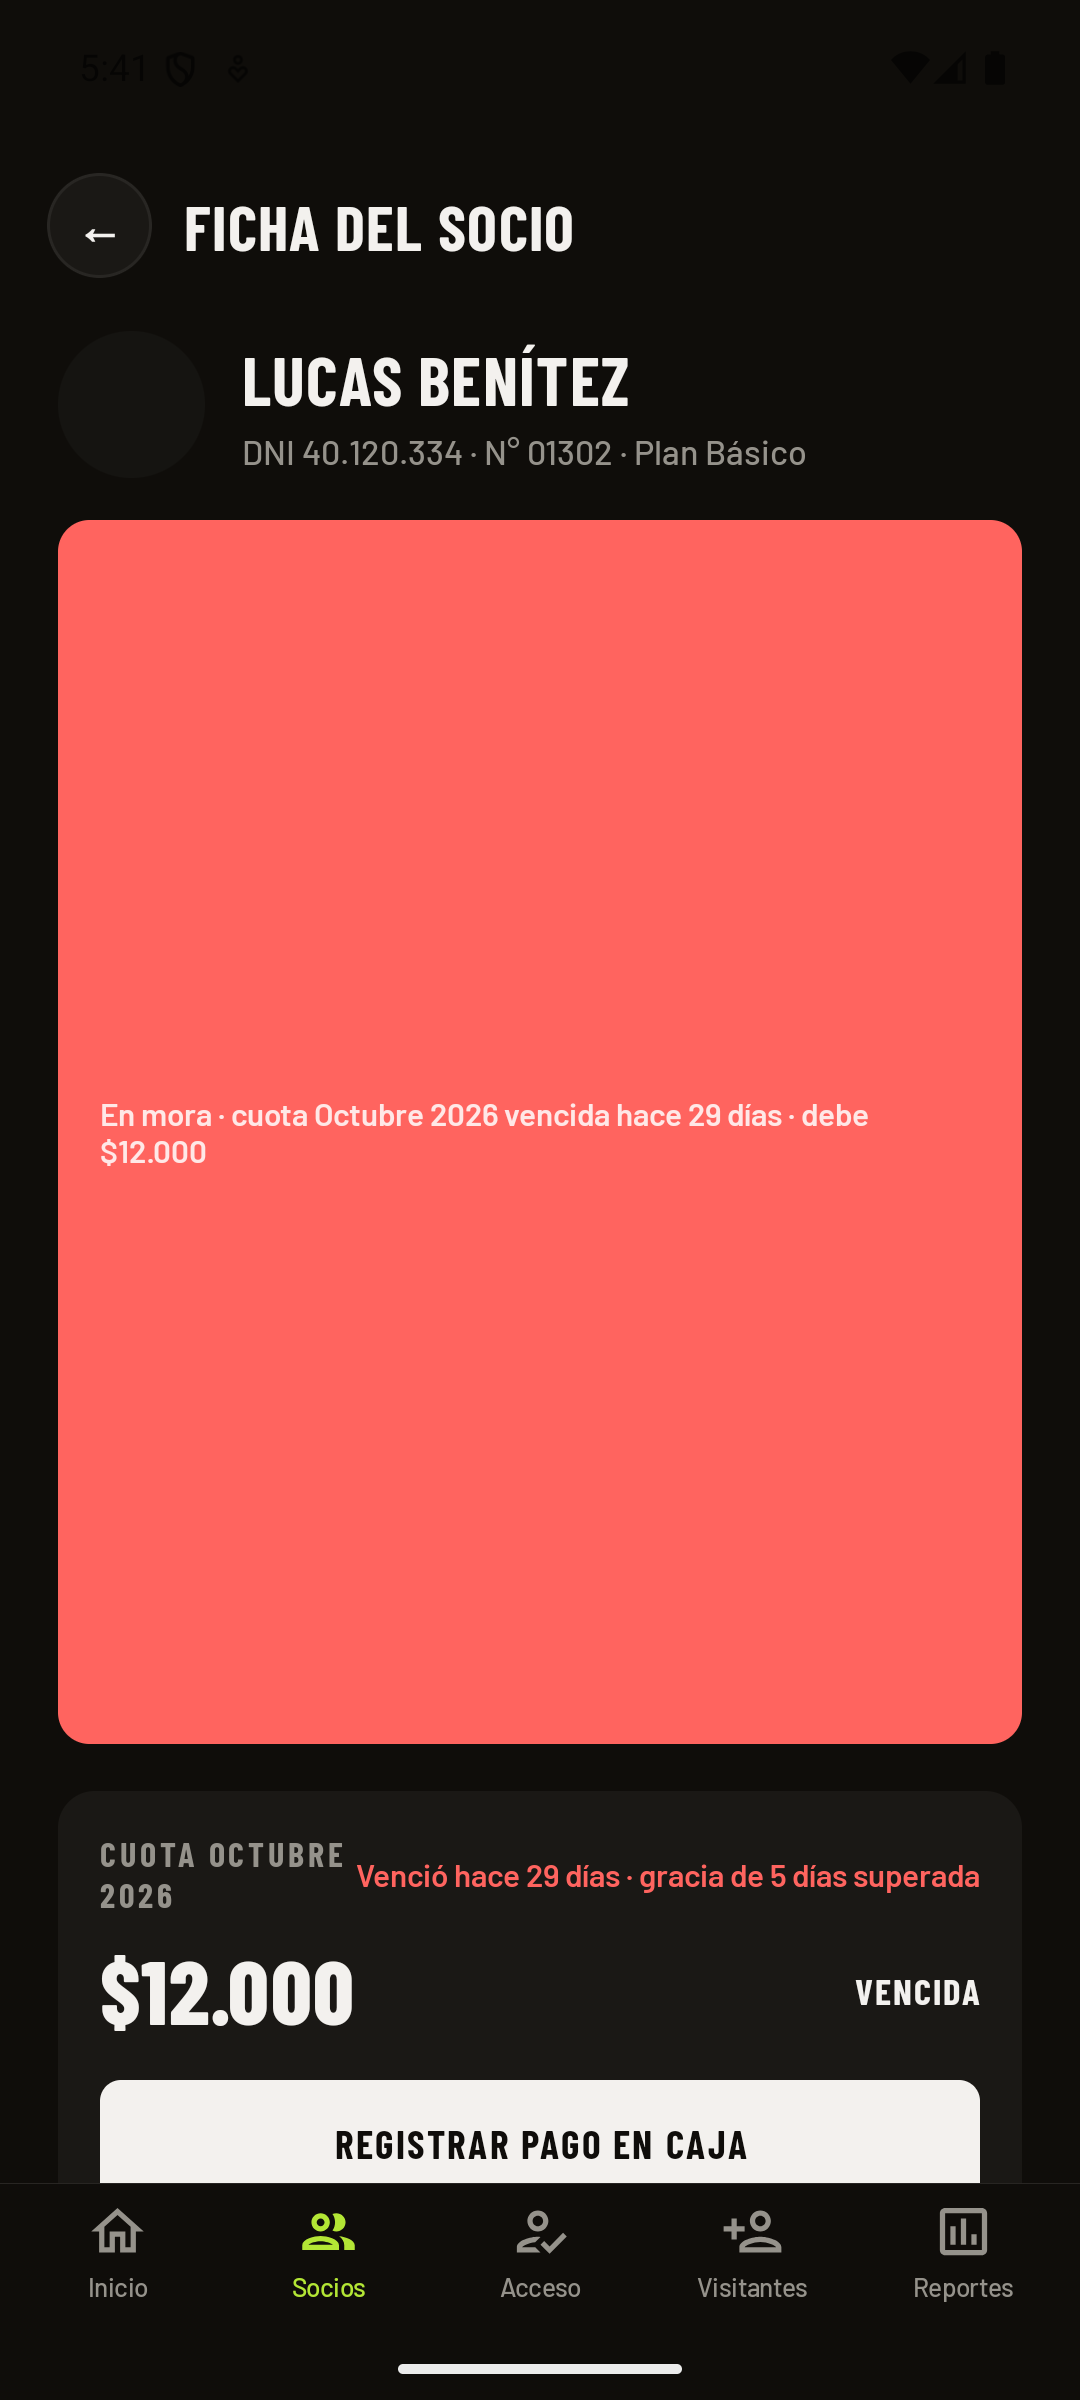 5:41
FICHA DEL SOCIO
LUCAS BENÍTEZ
DNI 40.120.334 · N° 01302 · Plan Básico
En mora · cuota Octubre 2026 vencida hace 29 días · debe
$12.000
CUOTA OCTUBRE
2026
Venció hace 29 días · gracia de 5 días superada
$12.000
VENCIDA
REGISTRAR PAGO EN CAJA
Inicio
Socios
Acceso
Visitantes
Reportes